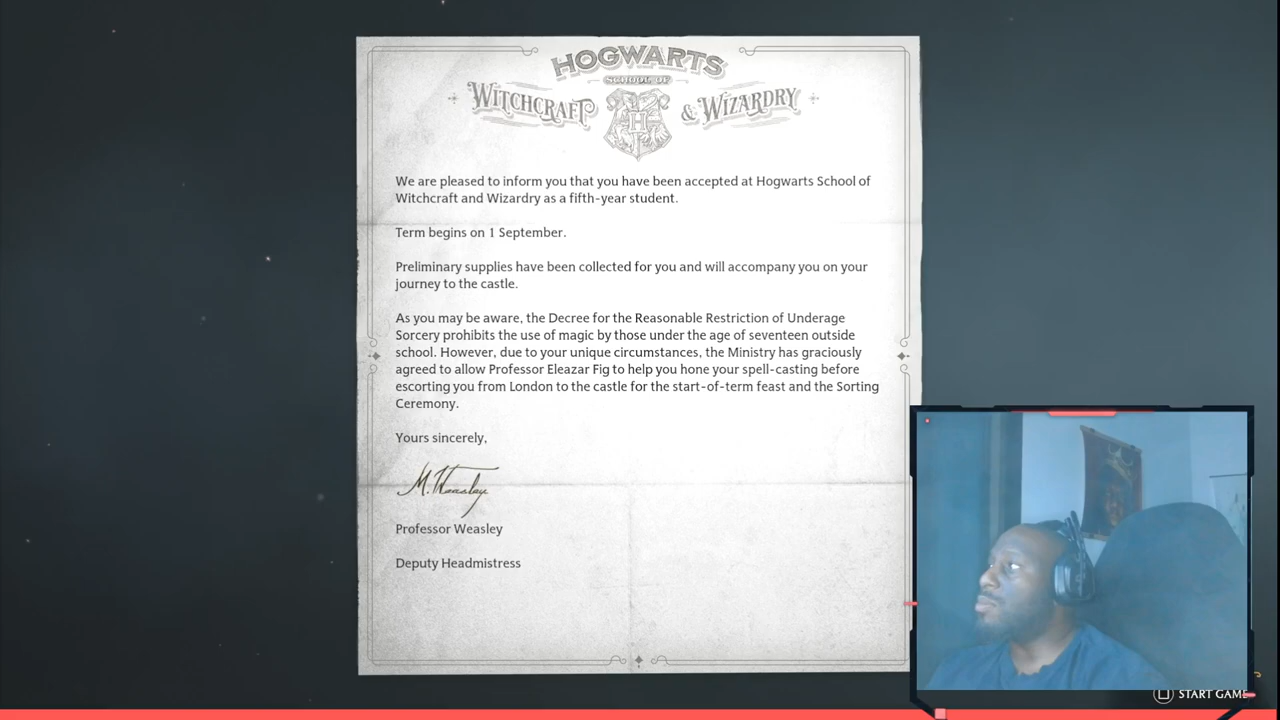 HOGWARTS
SCHOOL OF
WITCHCRAFT & WIZARDRY
H
We are pleased to inform you that you have been accepted at Hogwarts School of
Witchcraft and Wizardry as a fifth-year student.
Term begins on 1 September.
Preliminary supplies have been collected for you and will accompany you on your
journey to the castle.
As you may be aware, the Decree for the Reasonable Restriction of Underage
Sorcery prohibits the use of magic by those under the age of seventeen outside
school. However, due to your unique circumstances, the Ministry has graciously
agreed to allow Professor Eleazar Fig to help you hone your spell-casting before
escorting you from London to the castle for the start-of-term feast and the Sorting
Ceremony.
Yours sincerely,
M. Weasley
Professor Weasley
Deputy Headmistress
START GAME